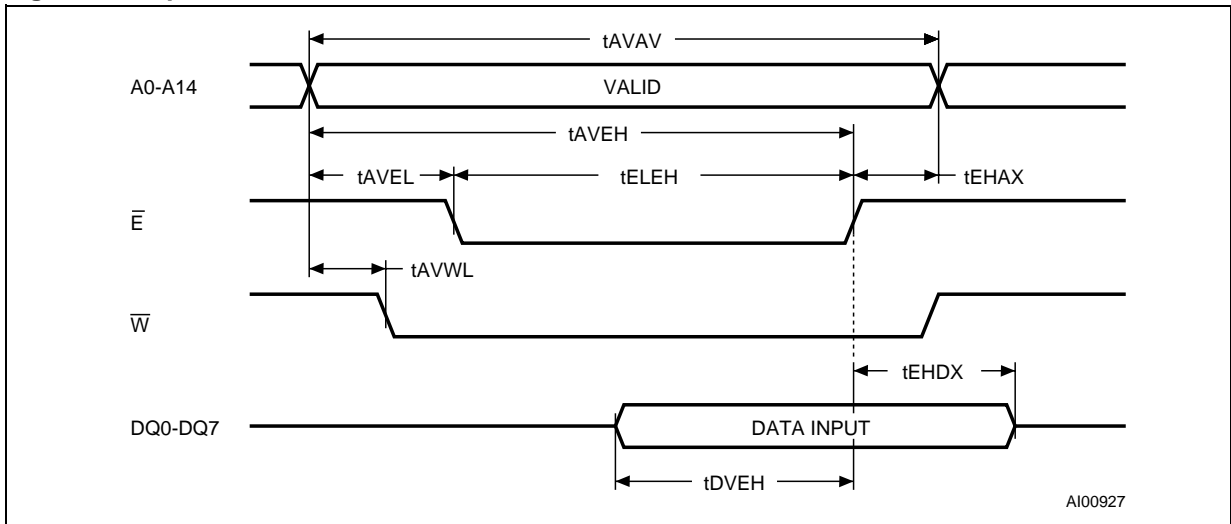 tAVAV
A0-A14
VALID
tAVEH
tAVEL
tELEH
tEHAX
E
tAVWL
W
tEHDX
DQ0-DQ7
DATA INPUT
tDVEH
AI00927